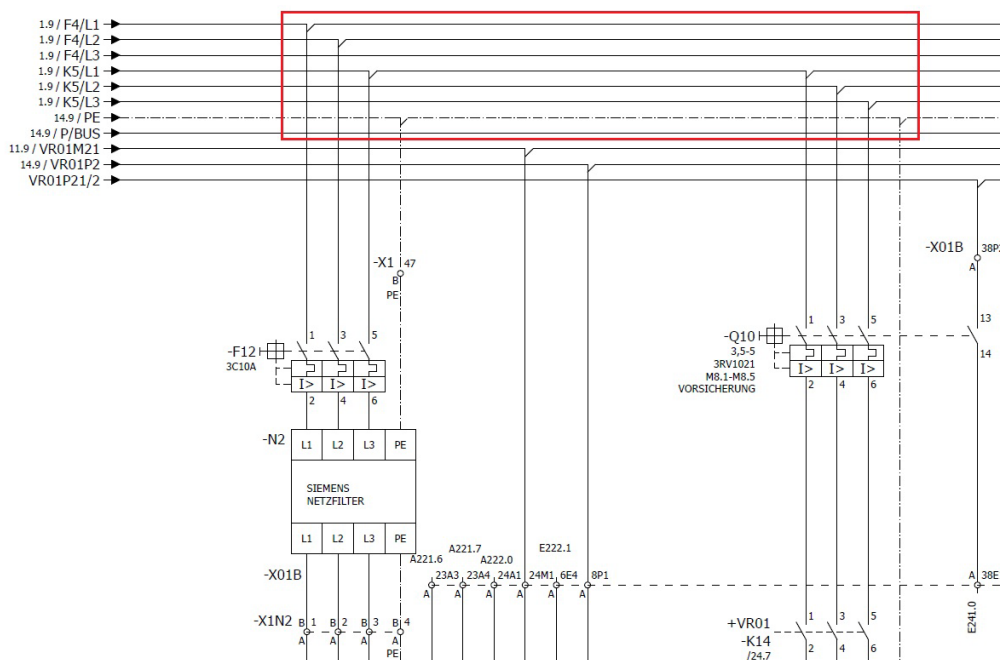 1.9 / F4/L1
1.9 / F4/L2
1.9 / F4/L3
1.9 / K5/L1
1.9 / K5/L2
1.9 / K5/L3
14.9 / PE
14.9 / P/BUS
11.9 / VR01M21
14.9 / VR01P2
VR01P21/2
-X01B 38P2
A
-X1 47
B
PE
13
14
-F12 1 3 5
3C10A
I> I> I>
2 4 6
-Q10 1 3 5
3,5-5
3RV1021
M8.1-M8.5
VORSICHERUNG
I> I> I>
2 4 6
-N2 L1 L2 L3 PE
SIEMENS
NETZFILTER
L1 L2 L3 PE
A221.6 A221.7 A222.0 E222.1
-X01B 23A3 23A4 24A1 24M1 6E4 8P1 A 38E
A A A A A A
E241.0
-X1N2 B 1 B 2 B 3 B 4
A A A A
PE
+VR01
-K14
/24.7
1 3 5
2 4 6